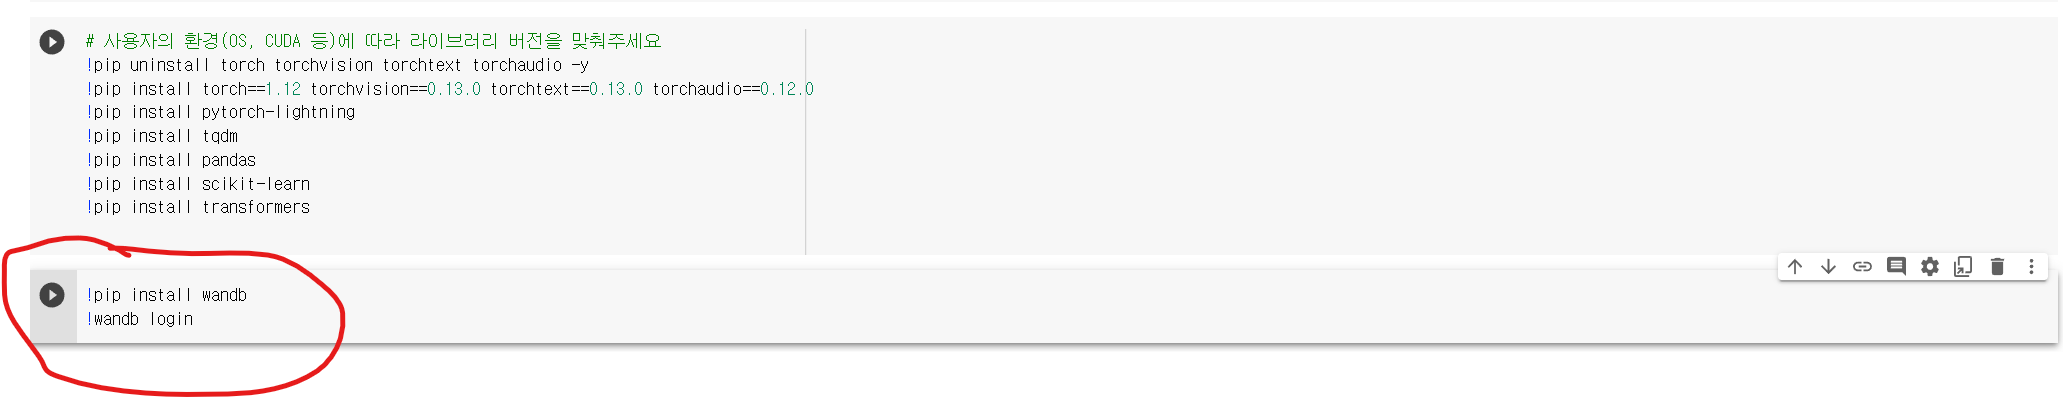 # 사용자의 환경(OS, CUDA 등)에 따라 라이브러리 버전을 맞춰주세요
!pip uninstall torch torchvision torchtext torchaudio -y
!pip install torch==1.12 torchvision==0.13.0 torchtext==0.13.0 torchaudio==0.12.0
!pip install pytorch-lightning
!pip install tqdm
!pip install pandas
!pip install scikit-learn
!pip install transformers
!pip install wandb
!wandb login